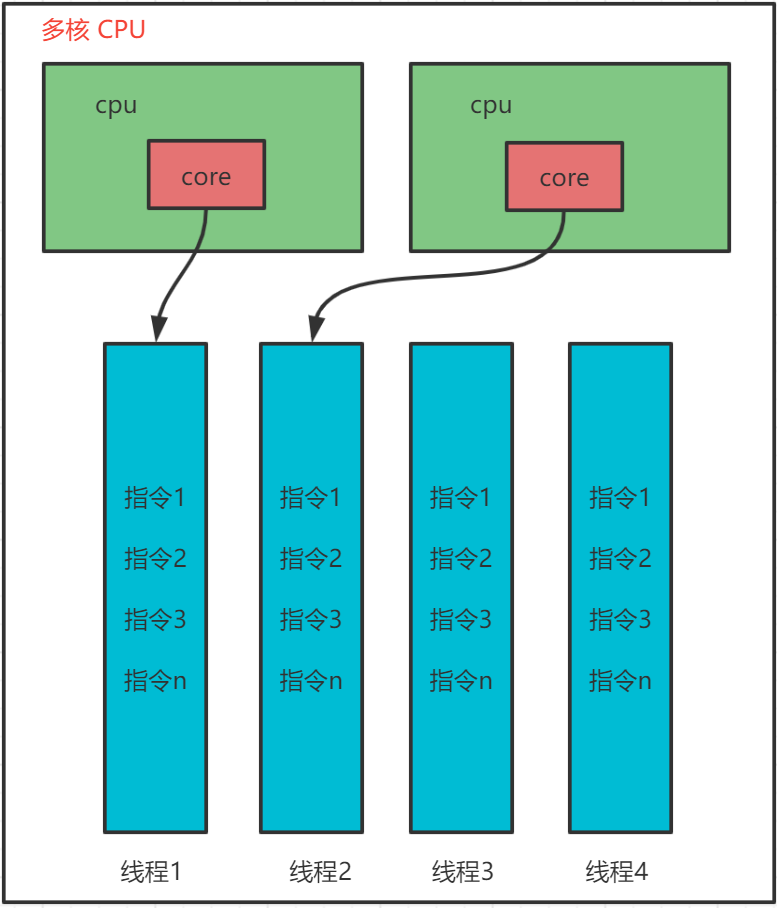 多核 CPU
cpu
cpu
core
core
指令1
指令2
指令3
指令n
指令1
指令2
指令3
指令n
指令1
指令2
指令3
指令n
指令1
指令2
指令3
指令n
线程1
线程2
线程3
线程4